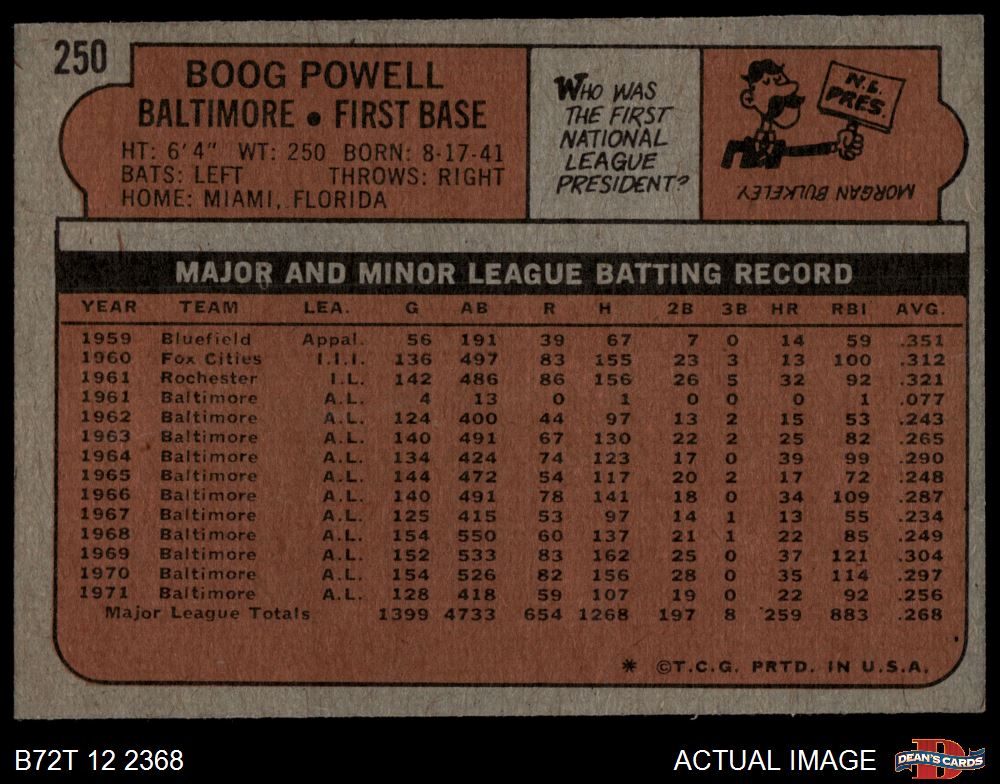 250
BOOG POWELL
BALTIMORE • FIRST BASE
HT: 6'4" WT: 250 BORN: 8-17-41
BATS: LEFT THROWS: RIGHT
HOME: MIAMI, FLORIDA
WHO WAS
THE FIRST
NATIONAL
LEAGUE
PRESIDENT?
N.L.
PRES.
MORGAN BULKELEY
MAJOR AND MINOR LEAGUE BATTING RECORD
YEAR TEAM LEA. G AB R H 2B 3B HR RBI AVG.
1959 Bluefield Appal. 56 191 39 67 7 0 14 59 .351
1960 Fox Cities I.I.I. 136 497 83 155 23 3 13 100 .312
1961 Rochester I.L. 142 486 86 156 26 5 32 92 .321
1961 Baltimore A.L. 4 13 0 1 0 0 0 1 .077
1962 Baltimore A.L. 124 400 44 97 13 2 15 53 .243
1963 Baltimore A.L. 140 491 67 130 22 2 25 82 .265
1964 Baltimore A.L. 134 424 74 123 17 0 39 99 .290
1965 Baltimore A.L. 144 472 54 117 20 2 17 72 .248
1966 Baltimore A.L. 140 491 78 141 18 0 34 109 .287
1967 Baltimore A.L. 125 415 53 97 14 1 13 55 .234
1968 Baltimore A.L. 154 550 60 137 21 1 22 85 .249
1969 Baltimore A.L. 152 533 83 162 25 0 37 121 .304
1970 Baltimore A.L. 154 526 82 156 28 0 35 114 .297
1971 Baltimore A.L. 128 418 59 107 19 0 22 92 .256
Major League Totals 1399 4733 654 1268 197 8 259 883 .268
* ©T.C.G. PRTD. IN U.S.A.
B72T 12 2368
ACTUAL IMAGE
D
DEAN'S CARDS